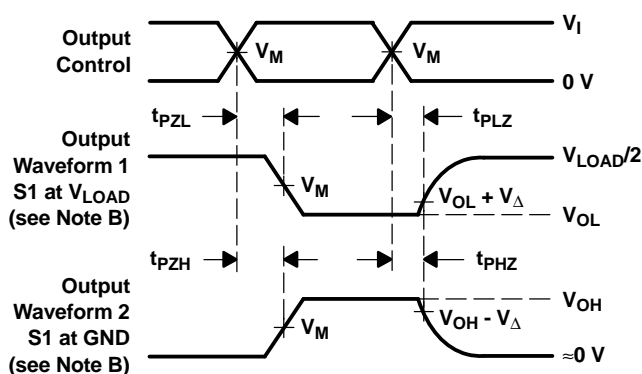 Output
Control
V_M
V_M
V_I
0 V
t_PZL
t_PLZ
Output
Waveform 1
S1 at V_LOAD
(see Note B)
V_M
V_OL + V_Δ
V_LOAD/2
V_OL
t_PZH
t_PHZ
Output
Waveform 2
S1 at GND
(see Note B)
V_M
V_OH - V_Δ
V_OH
≈0 V